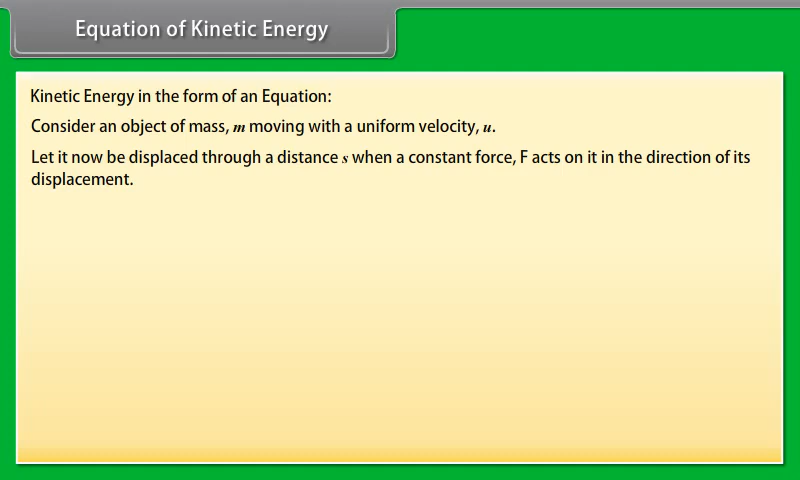 Equation of Kinetic Energy
Kinetic Energy in the form of an Equation:
Consider an object of mass, m moving with a uniform velocity, u.
Let it now be displaced through a distance s when a constant force, F acts on it in the direction of its
displacement.